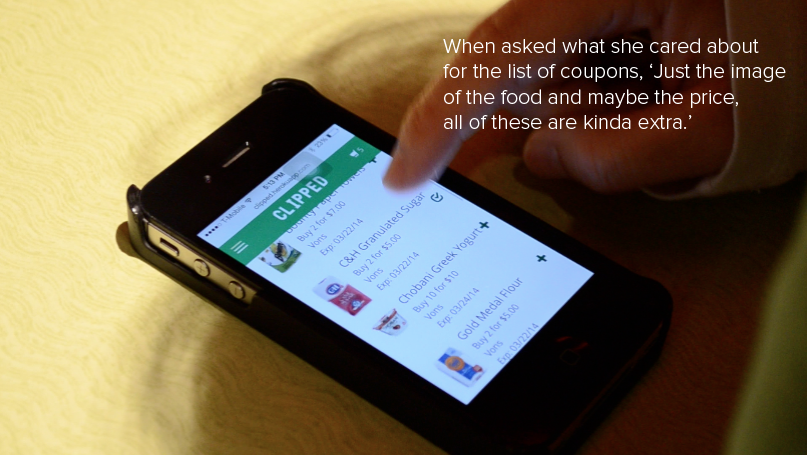 When asked what she cared about
for the list of coupons, ‘Just the image
of the food and maybe the price,
all of these are kinda extra.’
T-Mobile
5:13 PM
CLIPPED
5
Buy 2 for $7.00
Vons
Exp: 03/22/14
C&H Granulated Sugar
Buy 2 for $5.00
Vons
Exp: 03/22/14
Chobani Greek Yogurt
Buy 10 for $10
Vons
Exp: 03/24/14
Gold Medal Flour
Buy 2 for $5.00
Vons
Exp: 03/22/14